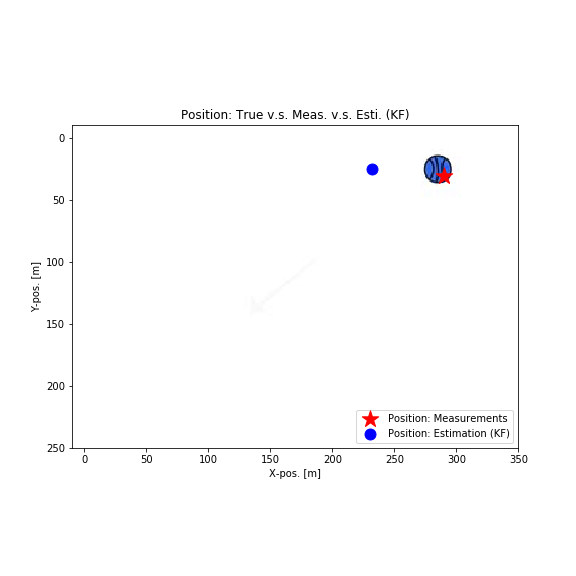 Position: True v.s. Meas. v.s. Esti. (KF)
0
50
100
150
200
250
Y-pos. [m]
0
50
100
150
200
250
300
350
X-pos. [m]
Position: Measurements
Position: Estimation (KF)